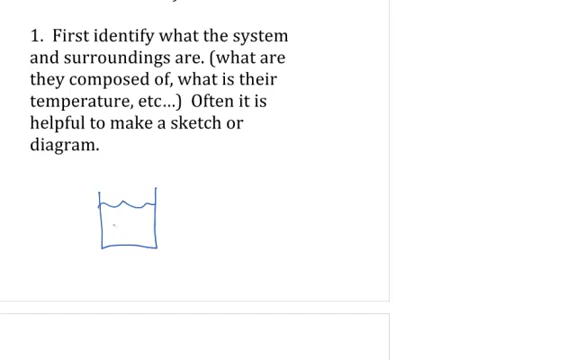 1. First identify what the system
and surroundings are. (what are
they composed of, what is their
temperature, etc...) Often it is
helpful to make a sketch or
diagram.